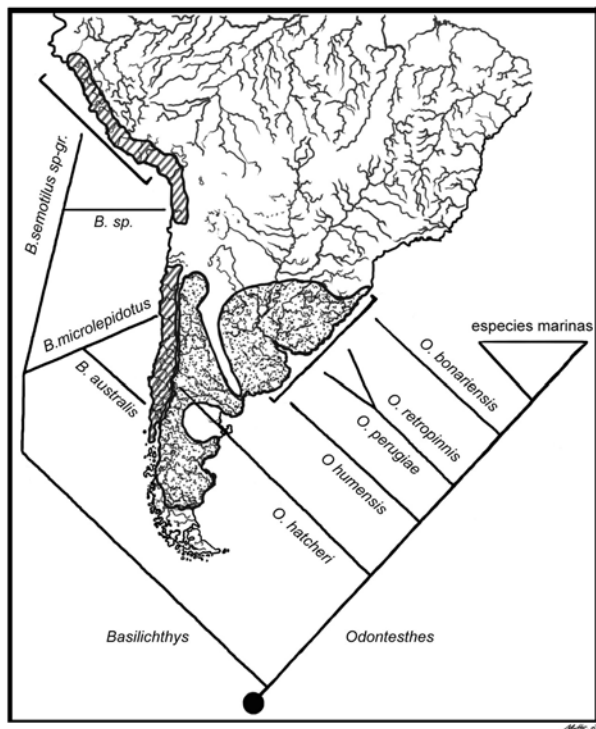 B.semotilus sp-gr.
B. sp.
B.microlepidotus
B. australis
especies marinas
O. bonariensis
O. retropinnis
O. perugiae
O humensis
O. hatcheri
Basilichthys
Odontesthes